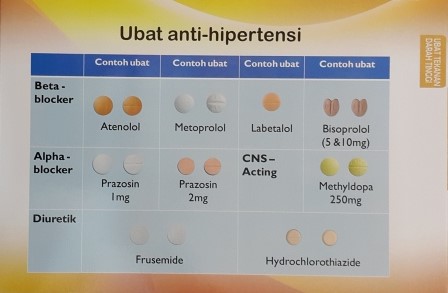 Ubat anti-hipertensi
UBAT TEKANAN
DARAH TINGGI
Contoh ubat
Contoh ubat
Contoh ubat
Contoh ubat
Beta -
blocker
Atenolol
Metoprolol
Labetalol
Bisoprolol
(5 &10mg)
Alpha -
blocker
Prazosin
1mg
Prazosin
2mg
CNS –
Acting
Methyldopa
250mg
Diuretik
Frusemide
Hydrochlorothiazide